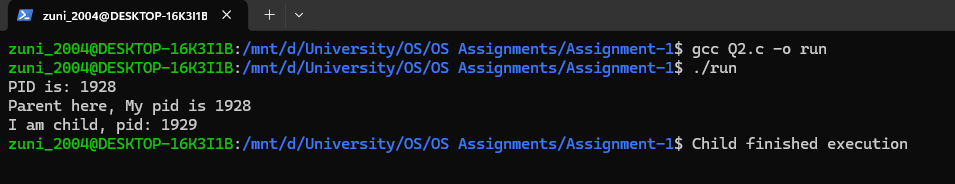 zuni_2004@DESKTOP-16K3I1B
zuni_2004@DESKTOP-16K3I1B:/mnt/d/University/OS/OS Assignments/Assignment-1$ gcc Q2.c -o run
zuni_2004@DESKTOP-16K3I1B:/mnt/d/University/OS/OS Assignments/Assignment-1$ ./run
PID is: 1928
Parent here, My pid is 1928
I am child, pid: 1929
zuni_2004@DESKTOP-16K3I1B:/mnt/d/University/OS/OS Assignments/Assignment-1$ Child finished execution